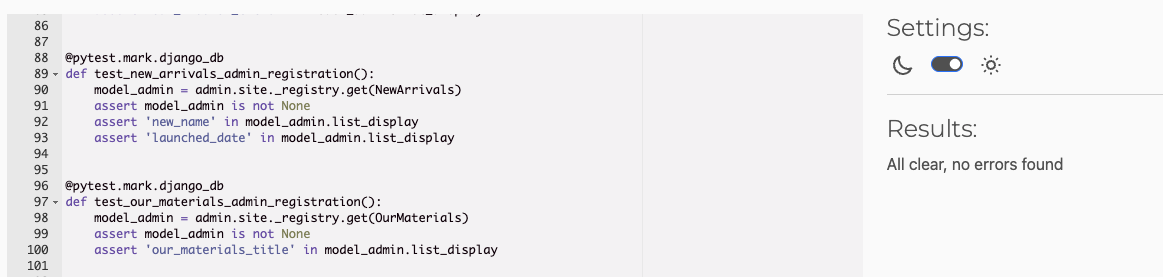 86
87
88 @pytest.mark.django_db
89 def test_new_arrivals_admin_registration():
90     model_admin = admin.site._registry.get(NewArrivals)
91     assert model_admin is not None
92     assert 'new_name' in model_admin.list_display
93     assert 'launched_date' in model_admin.list_display
94
95
96 @pytest.mark.django_db
97 def test_our_materials_admin_registration():
98     model_admin = admin.site._registry.get(OurMaterials)
99     assert model_admin is not None
100     assert 'our_materials_title' in model_admin.list_display
101
Settings:
Results:
All clear, no errors found